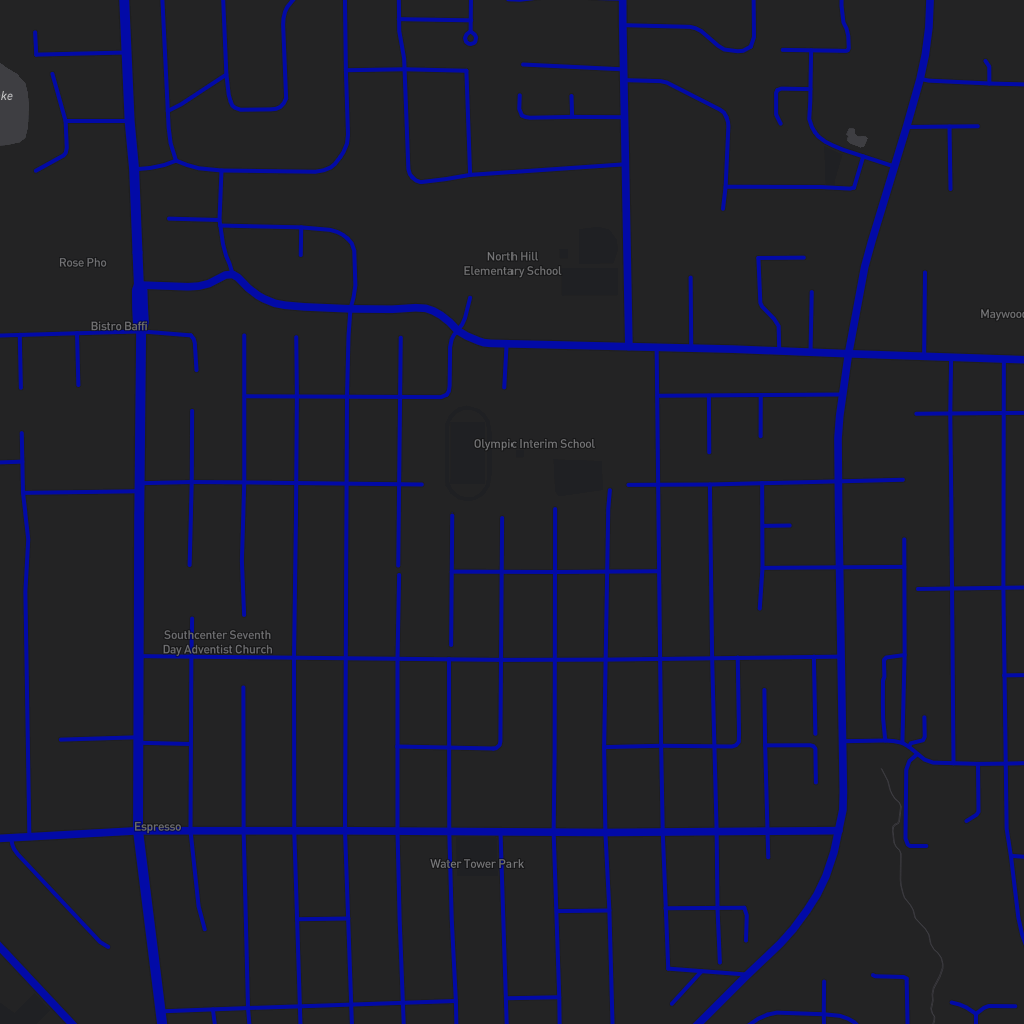 ke
North Hill
Elementary School
Rose Pho
Maywood
Bistro Baffi
Olympic Interim School
Southcenter Seventh
Day Adventist Church
Espresso
Water Tower Park